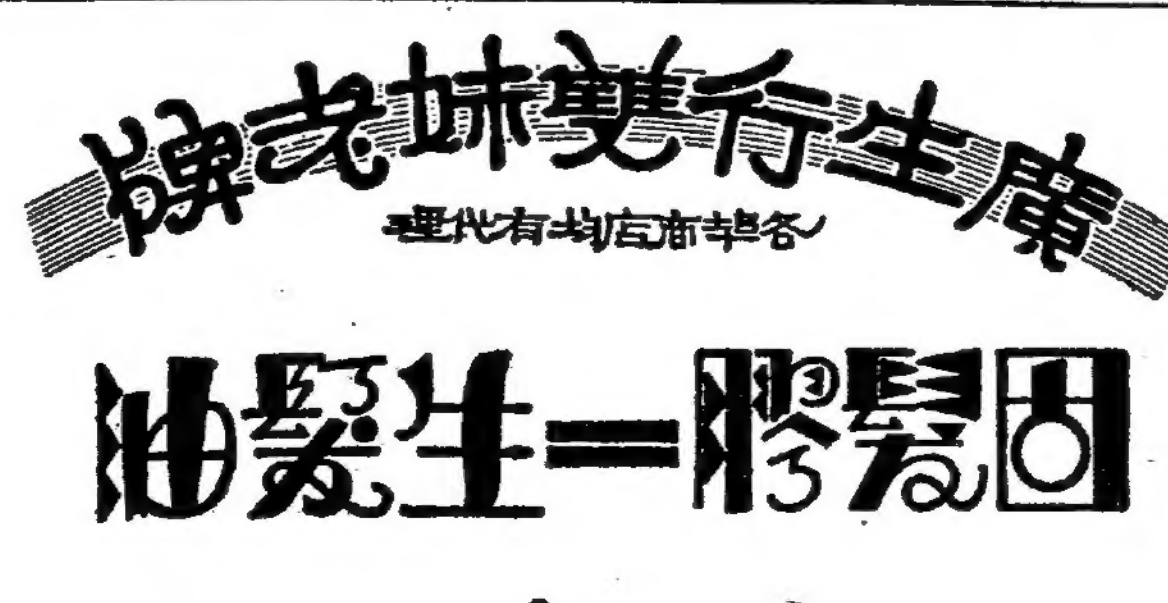 廣生行雙妹老牌
各埠商店均有代理
固髮膠＝生髮油